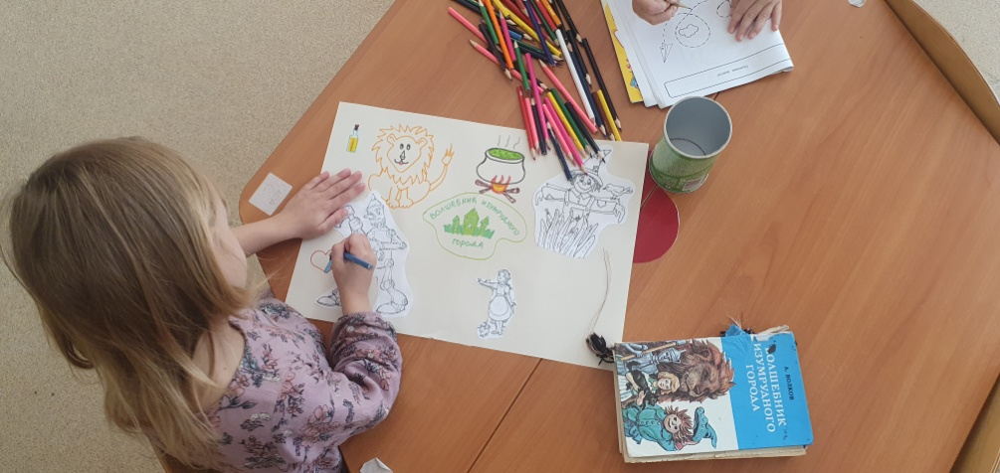 ВОЛШЕБНИК ИЗУМРУДНОГО
ГОРОДА
А. ВОЛКОВ
ВОЛШЕБНИК
ИЗУМРУДНОГО
ГОРОДА